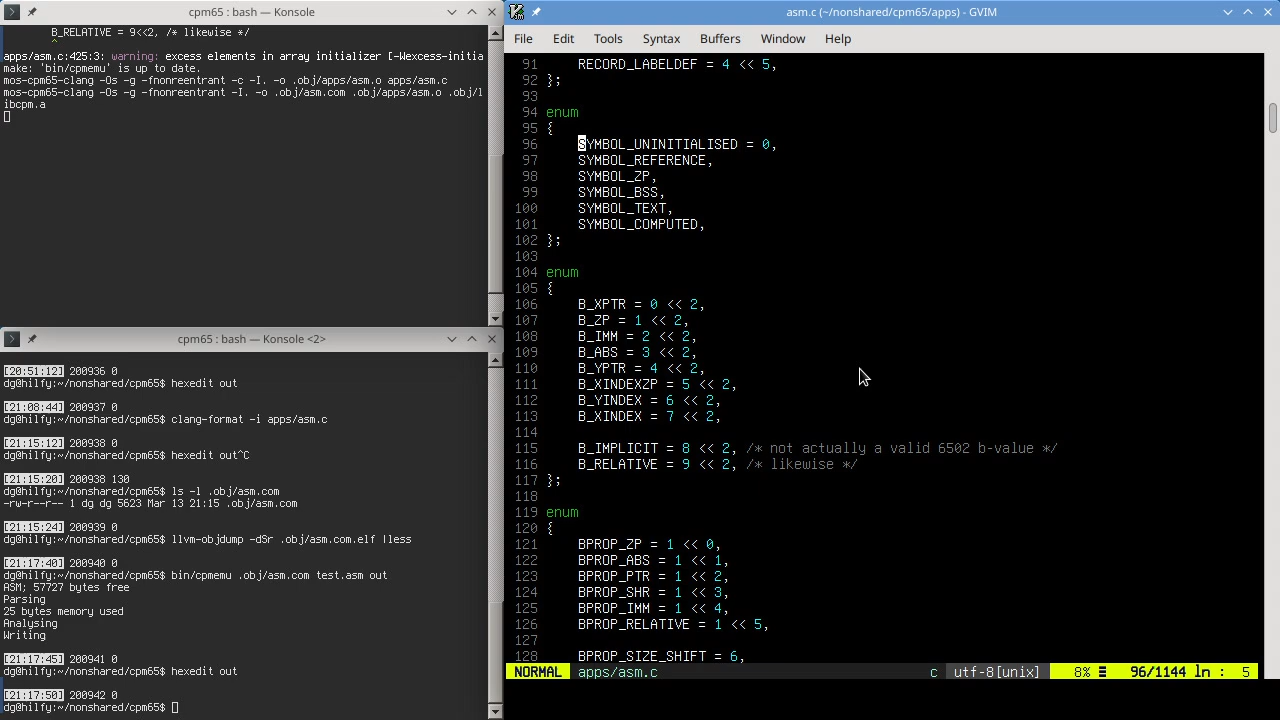 cpm65 : bash — Konsole
B_RELATIVE = 9<<2, /* likewise */
^
apps/asm.c:425:3: warning: excess elements in array initializer [-Wexcess-initia
make: 'bin/cpmemu' is up to date.
mos-cpm65-clang -Os -g -fnonreentrant -c -I. -o .obj/apps/asm.o apps/asm.c
mos-cpm65-clang -Os -g -fnonreentrant -I. -o .obj/asm.com .obj/apps/asm.o .obj/l
ibcpm.a
cpm65 : bash — Konsole <2>
[20:51:12] 200936 0
dg@hilfy:~/nonshared/cpm65$ hexedit out
[21:08:44] 200937 0
dg@hilfy:~/nonshared/cpm65$ clang-format -i apps/asm.c
[21:15:12] 200938 0
dg@hilfy:~/nonshared/cpm65$ hexedit out^C
[21:15:20] 200938 130
dg@hilfy:~/nonshared/cpm65$ ls -l .obj/asm.com
-rw-r--r-- 1 dg dg 5623 Mar 13 21:15 .obj/asm.com
[21:15:24] 200939 0
dg@hilfy:~/nonshared/cpm65$ llvm-objdump -dSr .obj/asm.com.elf |less
[21:17:40] 200940 0
dg@hilfy:~/nonshared/cpm65$ bin/cpmemu .obj/asm.com test.asm out
ASM; 57727 bytes free
Parsing
25 bytes memory used
Analysing
Writing
[21:17:45] 200941 0
dg@hilfy:~/nonshared/cpm65$ hexedit out
[21:17:50] 200942 0
dg@hilfy:~/nonshared/cpm65$
asm.c (~/nonshared/cpm65/apps) - GVIM
File Edit Tools Syntax Buffers Window Help
91 RECORD_LABELDEF = 4 << 5,
92 };
93
94 enum
95 {
96 SYMBOL_UNINITIALISED = 0,
97 SYMBOL_REFERENCE,
98 SYMBOL_ZP,
99 SYMBOL_BSS,
100 SYMBOL_TEXT,
101 SYMBOL_COMPUTED,
102 };
103
104 enum
105 {
106 B_XPTR = 0 << 2,
107 B_ZP = 1 << 2,
108 B_IMM = 2 << 2,
109 B_ABS = 3 << 2,
110 B_YPTR = 4 << 2,
111 B_XINDEXZP = 5 << 2,
112 B_YINDEX = 6 << 2,
113 B_XINDEX = 7 << 2,
114
115 B_IMPLICIT = 8 << 2, /* not actually a valid 6502 b-value */
116 B_RELATIVE = 9 << 2, /* likewise */
117 };
118
119 enum
120 {
121 BPROP_ZP = 1 << 0,
122 BPROP_ABS = 1 << 1,
123 BPROP_PTR = 1 << 2,
124 BPROP_SHR = 1 << 3,
125 BPROP_IMM = 1 << 4,
126 BPROP_RELATIVE = 1 << 5,
127
128 BPROP_SIZE_SHIFT = 6,
NORMAL apps/asm.c c utf-8[unix] 8% ☰ 96/1144 ln : 5